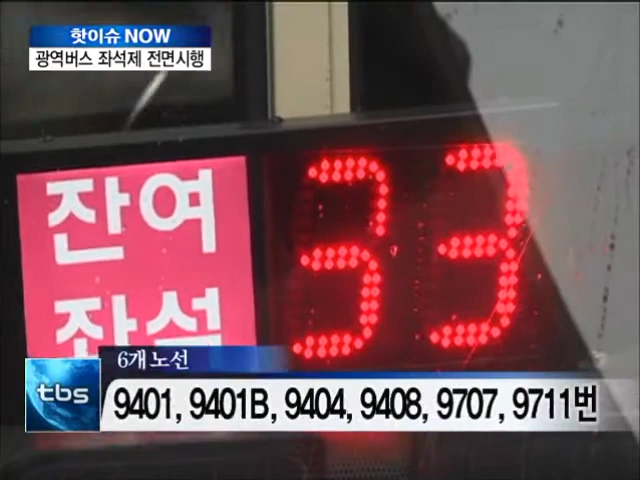 핫이슈 NOW
광역버스 좌석제 전면시행
잔여
좌석
33
6개 노선
tbs
9401, 9401B, 9404, 9408, 9707, 9711번